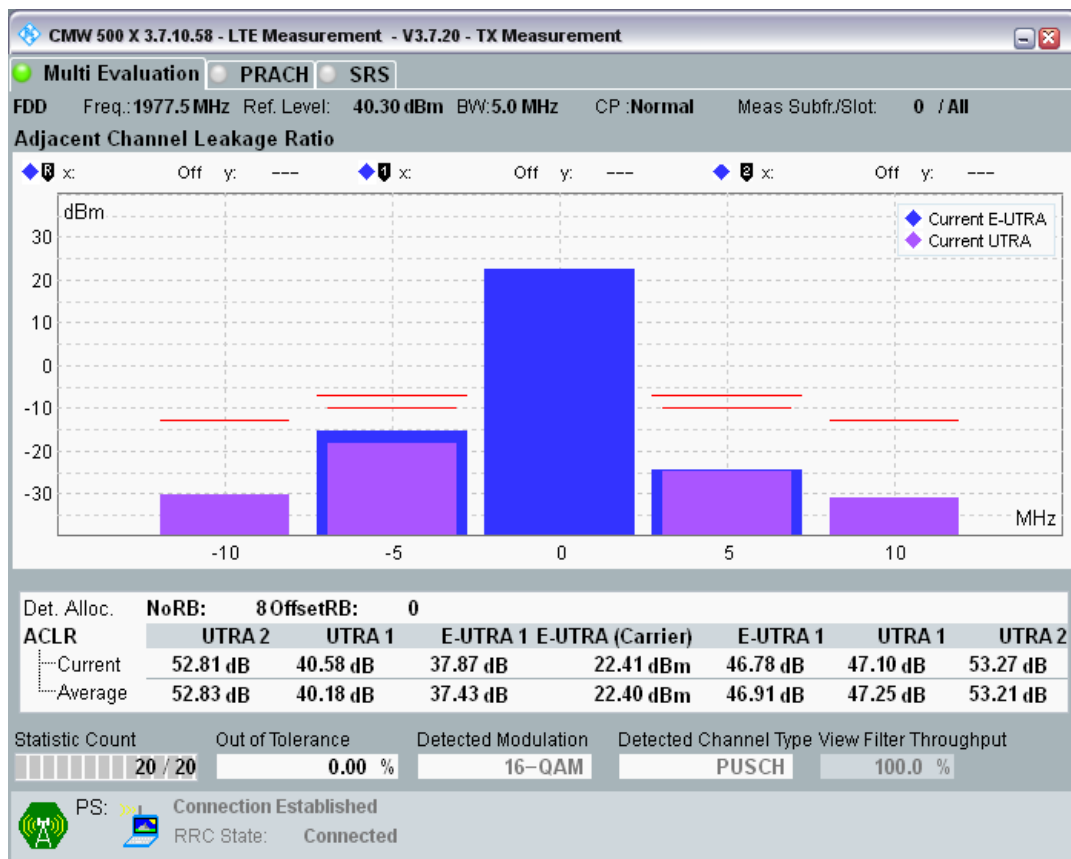 CMW 500 X 3.7.10.58 - LTE Measurement - V3.7.20 - TX Measurement
Multi Evaluation PRACH SRS
FDD Freq.:1977.5 MHz Ref. Level: 40.30 dBm BW:5.0 MHz CP :Normal Meas Subfr./Slot: 0 / All
Adjacent Channel Leakage Ratio
R x: Off y: --- 1 x: Off y: --- 2 x: Off y: ---
dBm
Current E-UTRA
Current UTRA
30
20
10
0
-10
-20
-30
MHz
-10 -5 0 5 10
Det. Alloc. NoRB: 8 OffsetRB: 0
ACLR UTRA 2 UTRA 1 E-UTRA 1 E-UTRA (Carrier) E-UTRA 1 UTRA 1 UTRA 2
Current 52.81 dB 40.58 dB 37.87 dB 22.41 dBm 46.78 dB 47.10 dB 53.27 dB
Average 52.83 dB 40.18 dB 37.43 dB 22.40 dBm 46.91 dB 47.25 dB 53.21 dB
Statistic Count Out of Tolerance Detected Modulation Detected Channel Type View Filter Throughput
20 / 20 0.00 % 16-QAM PUSCH 100.0 %
PS: Connection Established
RRC State: Connected